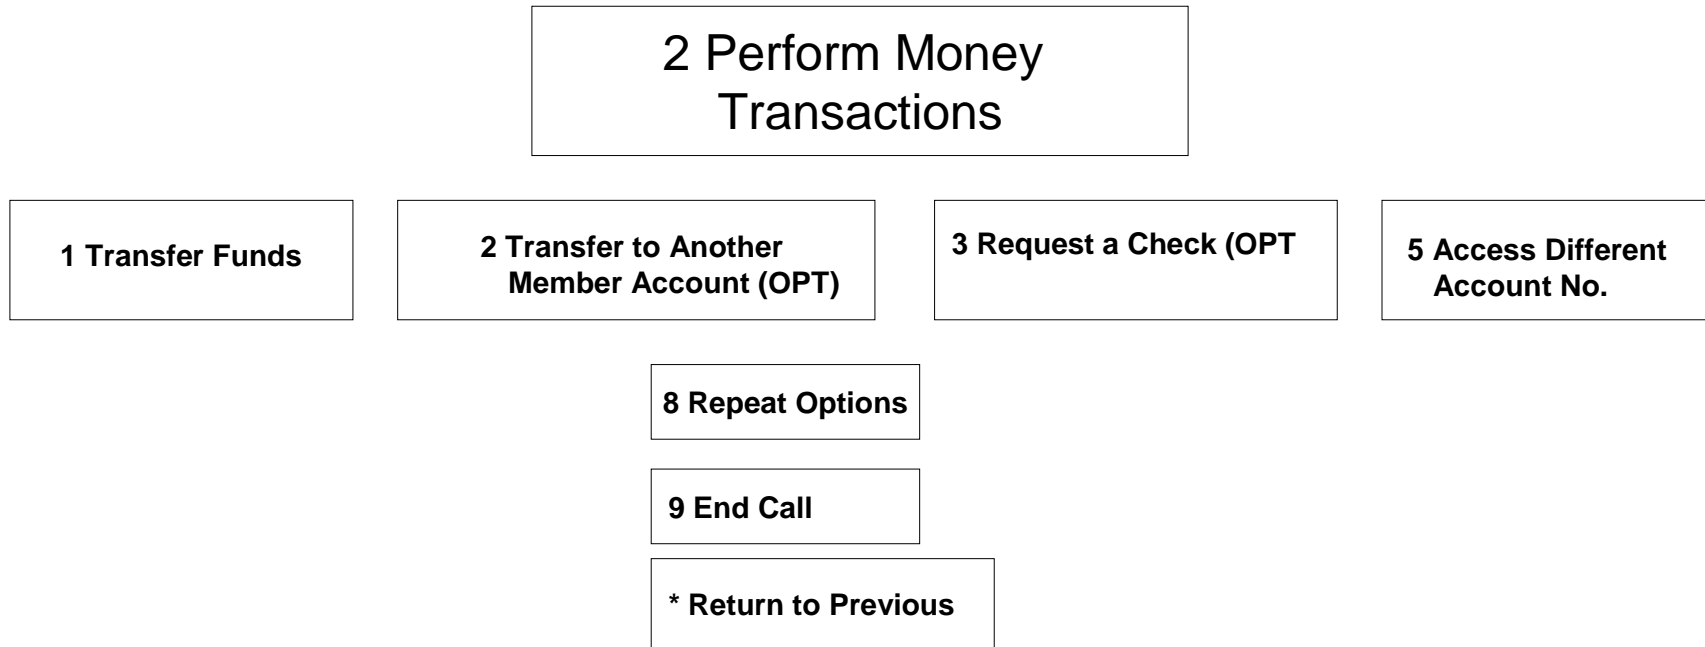 2 Perform Money
Transactions
1 Transfer Funds
2 Transfer to Another
Member Account (OPT)
3 Request a Check (OPT
5 Access Different
Account No.
8 Repeat Options
9 End Call
* Return to Previous